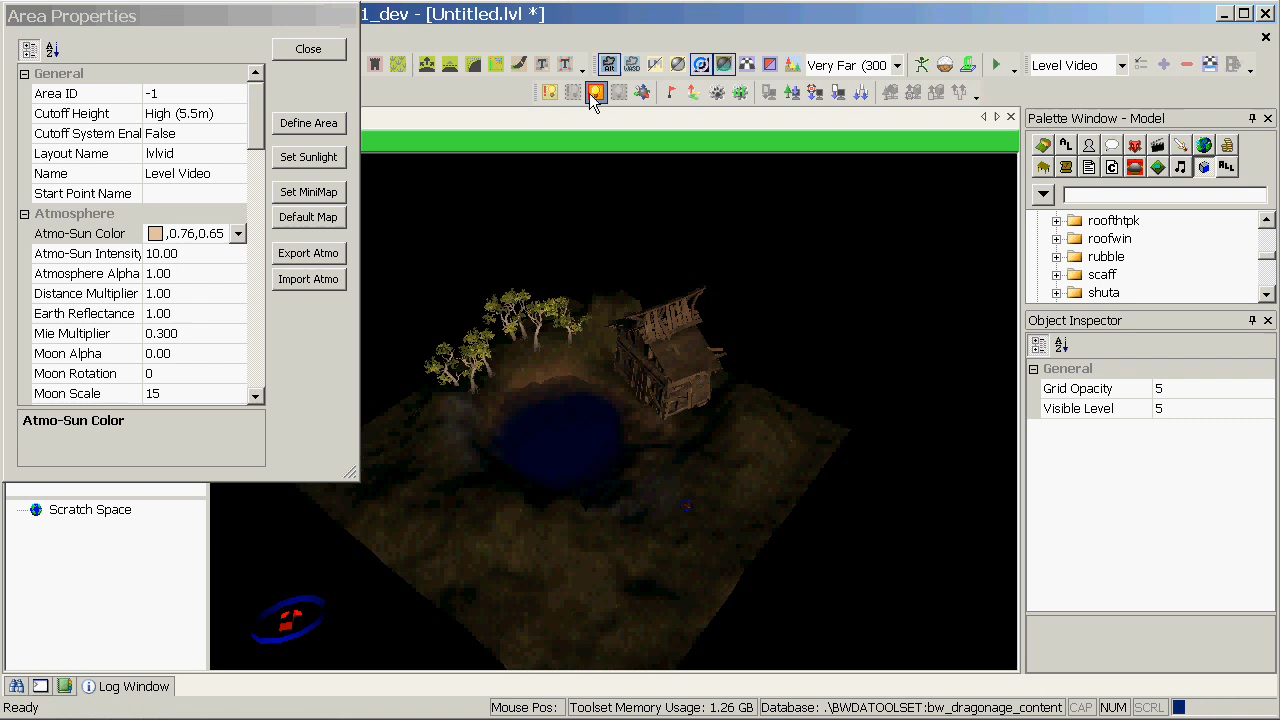 Area Properties
1_dev - [Untitled.lvl *]
Close
Very Far (300
Level Video
General
Area ID -1
Cutoff Height High (5.5m)
Define Area
Cutoff System Enal False
Layout Name lvlvid
Set Sunlight
Name Level Video
Start Point Name
Set MiniMap
Atmosphere
Default Map
Atmo-Sun Color ,0.76,0.65
Atmo-Sun Intensity 10.00
Export Atmo
Atmosphere Alpha 1.00
Import Atmo
Distance Multiplier 1.00
Earth Reflectance 1.00
Mie Multiplier 0.300
Moon Alpha 0.00
Moon Rotation 0
Moon Scale 15
Atmo-Sun Color
Palette Window - Model
roofthtpk
roofwin
rubble
scaff
shuta
Object Inspector
General
Grid Opacity 5
Visible Level 5
Scratch Space
Log Window
Ready
Mouse Pos:
Toolset Memory Usage: 1.26 GB
Database: .\BWDATOOLSET:bw_dragonage_content
CAP NUM SCRL